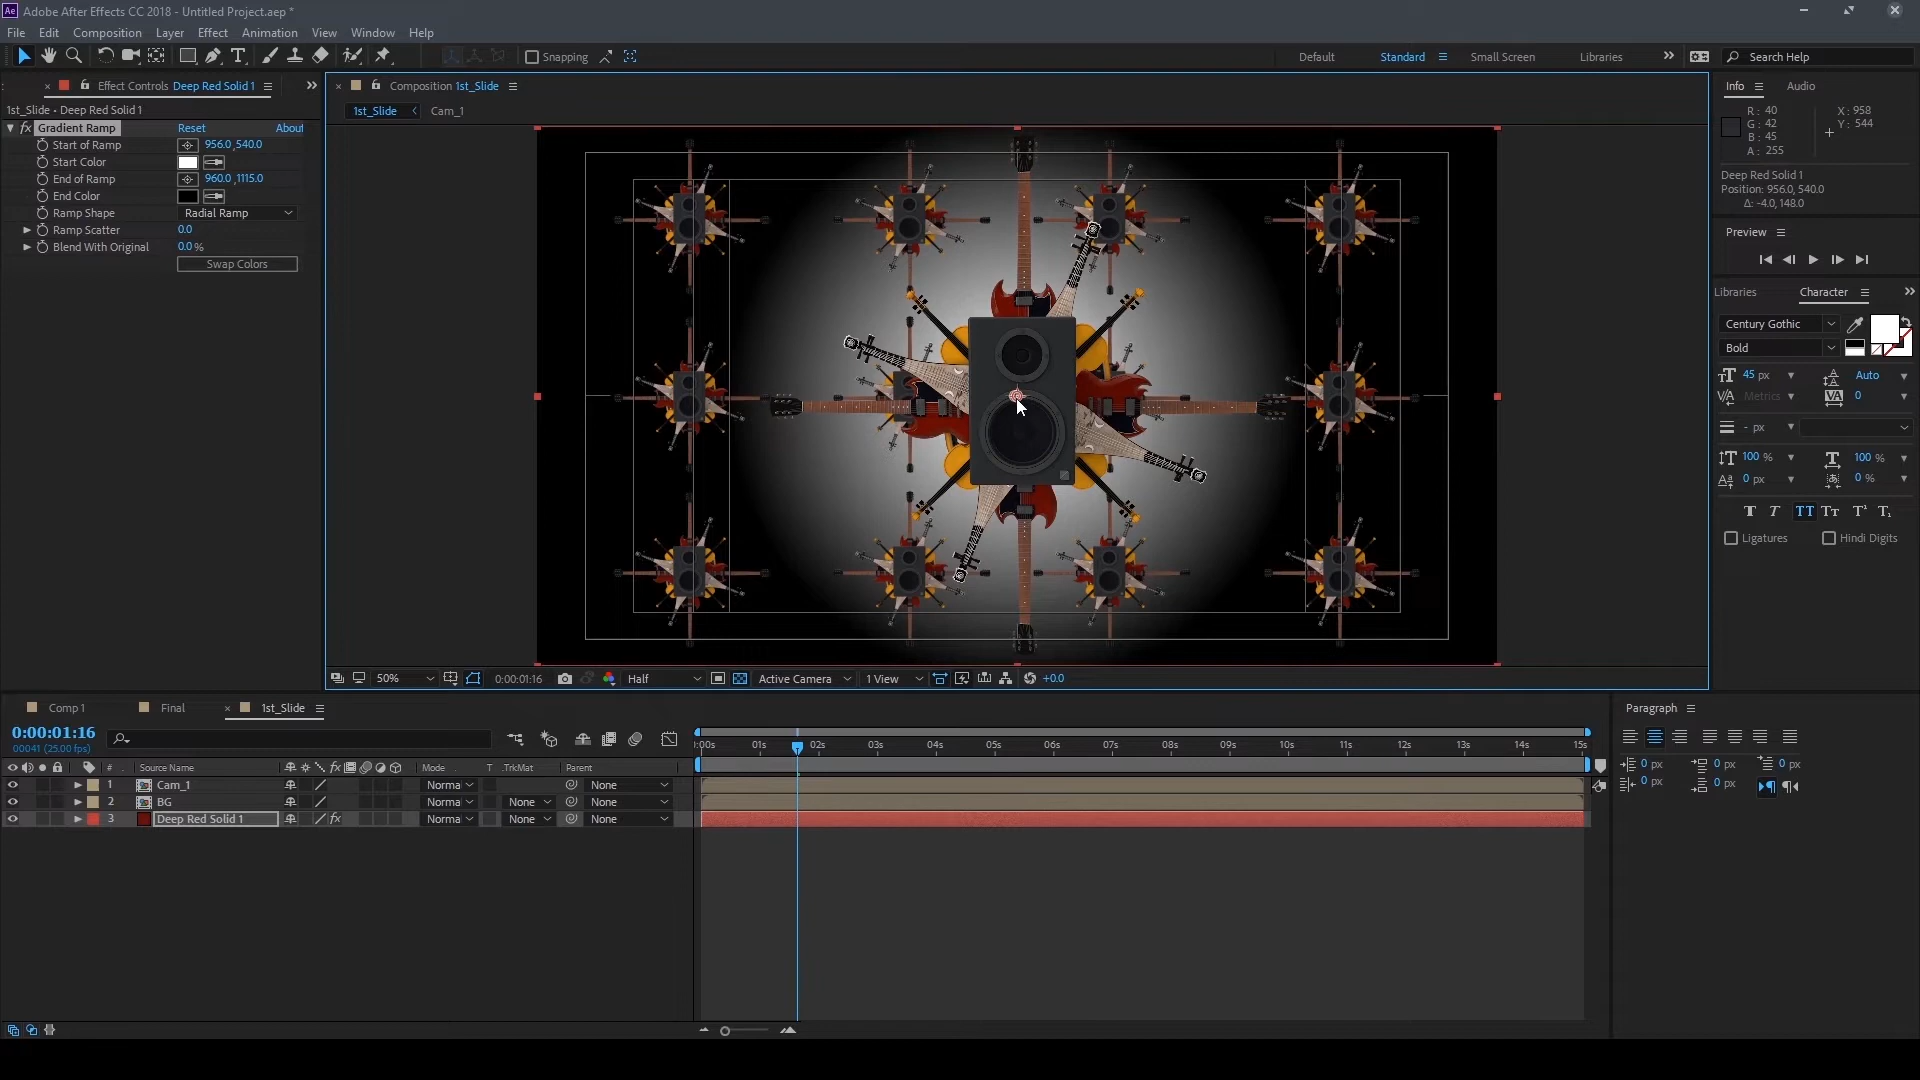 Ae Adobe After Effects CC 2018 - Untitled Project.aep *
File Edit Composition Layer Effect Animation View Window Help
Snapping Default Standard Small Screen Libraries Search Help
Effect Controls Deep Red Solid 1
1st_Slide - Deep Red Solid 1
fx Gradient Ramp Reset About
Start of Ramp 956.0,540.0
Start Color
End of Ramp 960.0,1115.0
End Color
Ramp Shape Radial Ramp
Ramp Scatter 0.0
Blend With Original 0.0 %
Swap Colors
Composition 1st_Slide
1st_Slide Cam_1
50% 0:00:01:16 Half Active Camera 1 View +0.0
Info Audio
R: 40 X: 958
G: 42 Y: 544
B: 45
A: 255
Deep Red Solid 1
Position: 956.0, 540.0
Δ: -4.0, 148.0
Preview
Libraries Character
Century Gothic
Bold
45 px Auto
Metrics 0
- px
100 % 100 %
0 px 0 %
T T TT Tt T¹ T₁
Ligatures Hindi Digits
Comp 1 Final 1st_Slide
0:00:01:16
00041 (25.00 fps)
# Source Name fx Mode T .TrkMat Parent
1 Cam_1 Norma None
2 BG Norma None None
3 Deep Red Solid 1 fx Norma None None
:00s 01s 02s 03s 04s 05s 06s 07s 08s 09s 10s 11s 12s 13s 14s 15s
Paragraph
0 px 0 px 0 px
0 px 0 px